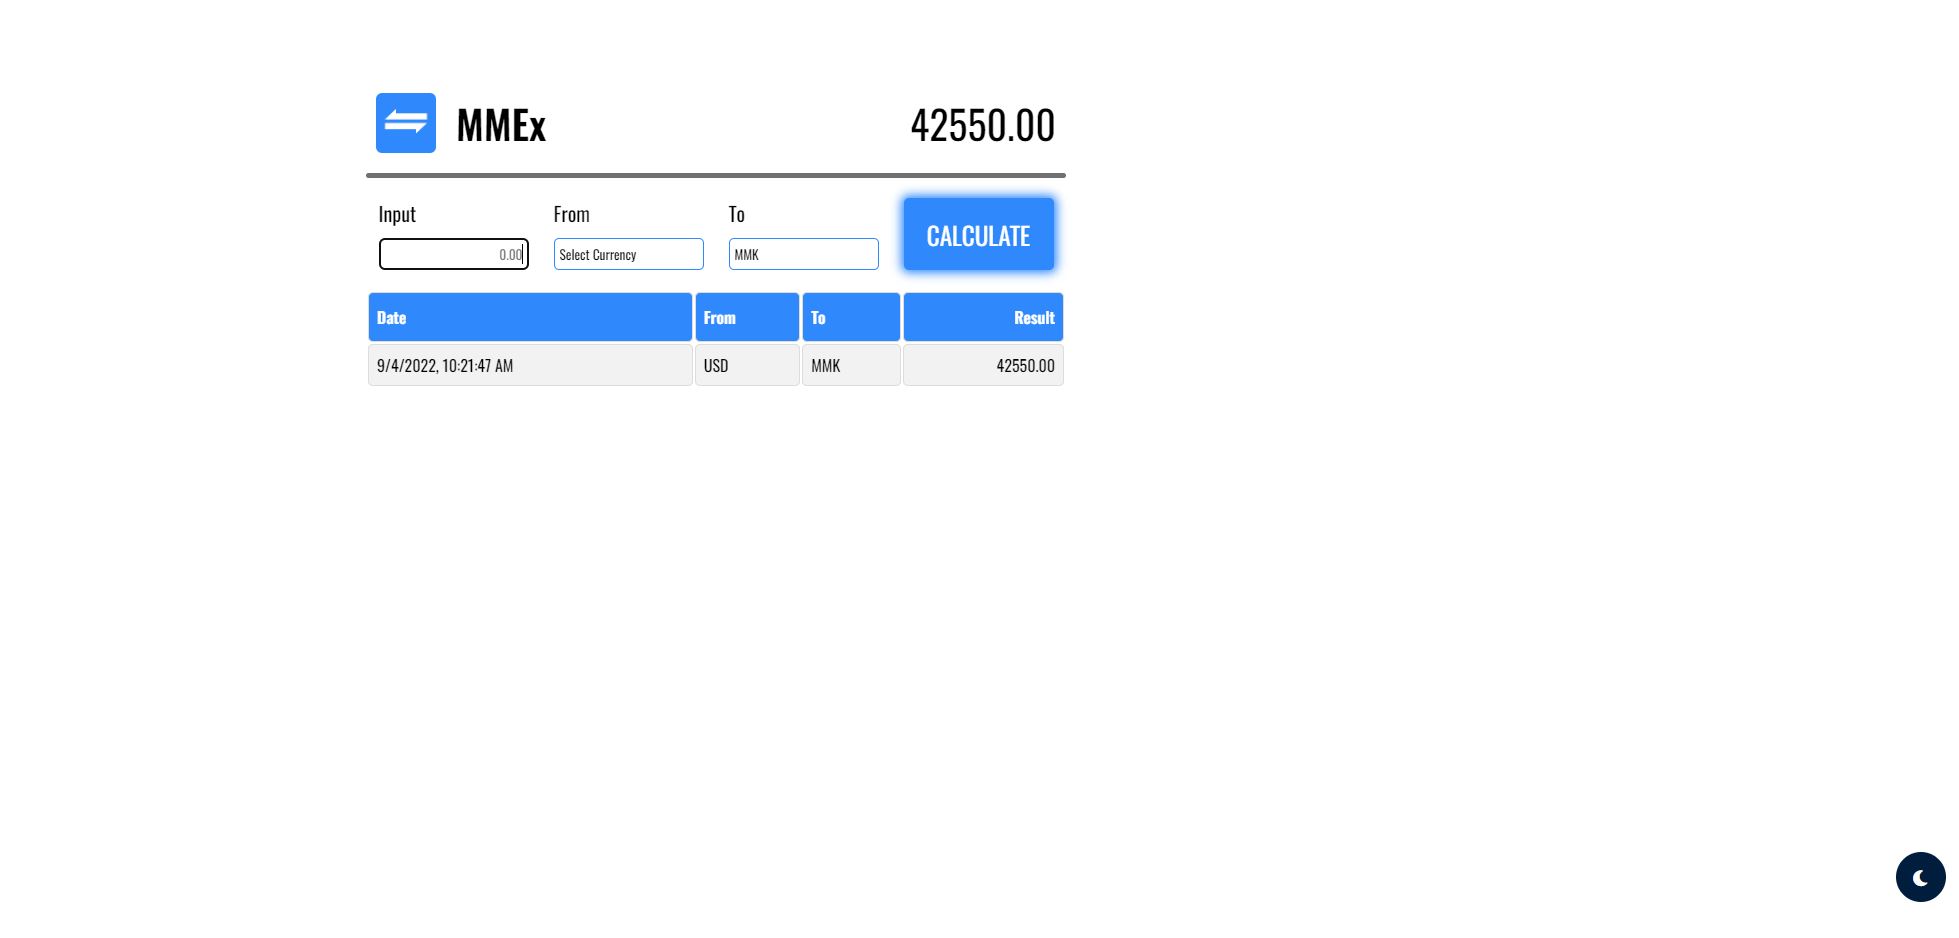 MMEx 42550.00
Input From To
0.00 Select Currency MMK CALCULATE
Date From To Result
9/4/2022, 10:21:47 AM USD MMK 42550.00